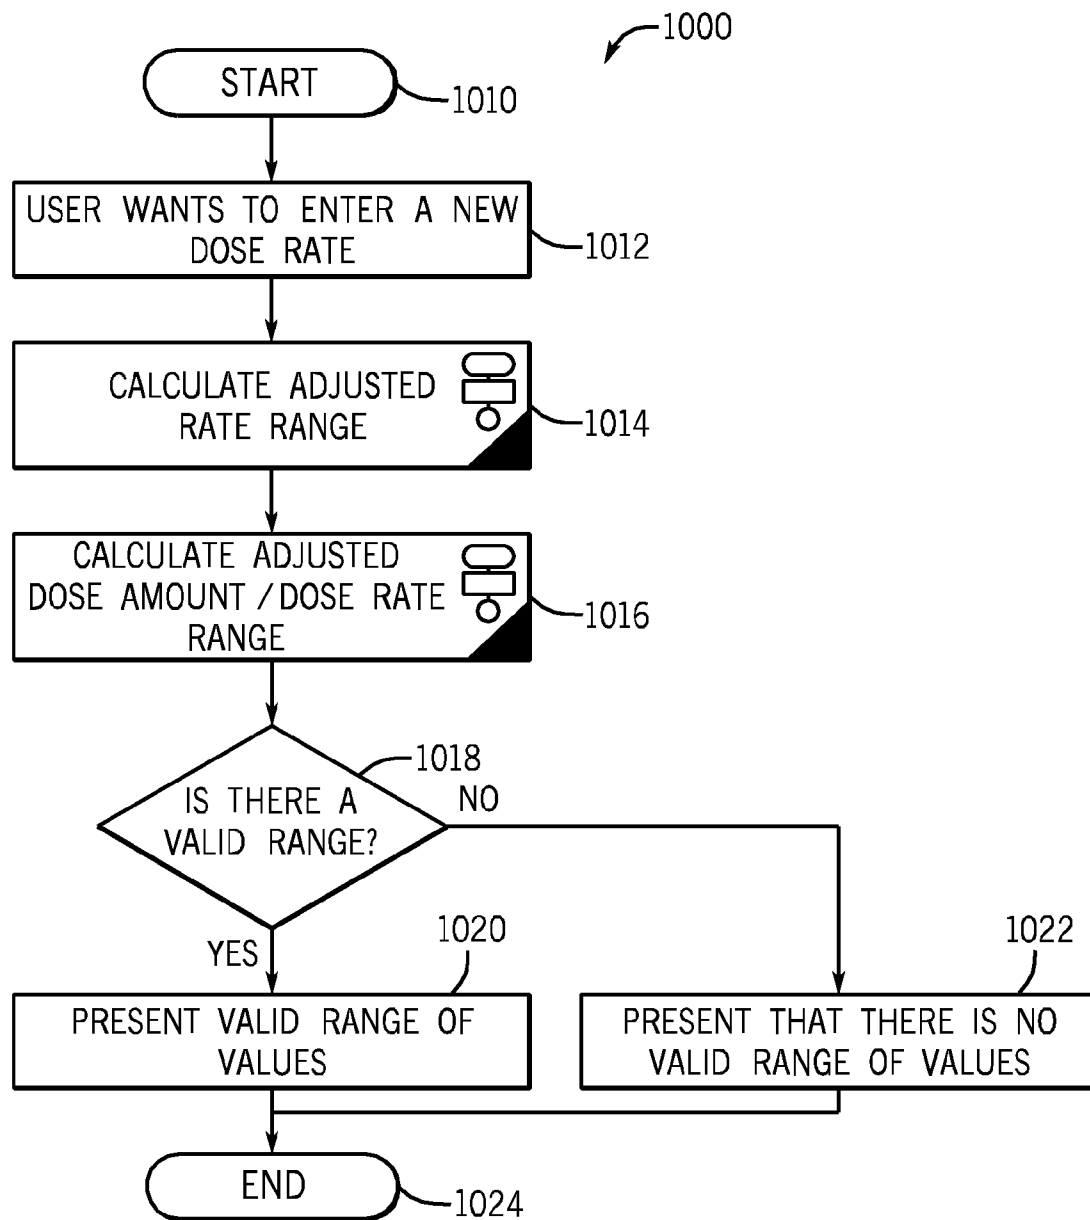 1000
START
1010
USER WANTS TO ENTER A NEW
DOSE RATE
1012
CALCULATE ADJUSTED
RATE RANGE
1014
CALCULATE ADJUSTED
DOSE AMOUNT / DOSE RATE
RANGE
1016
1018
IS THERE A
VALID RANGE?
NO
YES
1020
1022
PRESENT VALID RANGE OF
VALUES
PRESENT THAT THERE IS NO
VALID RANGE OF VALUES
END
1024